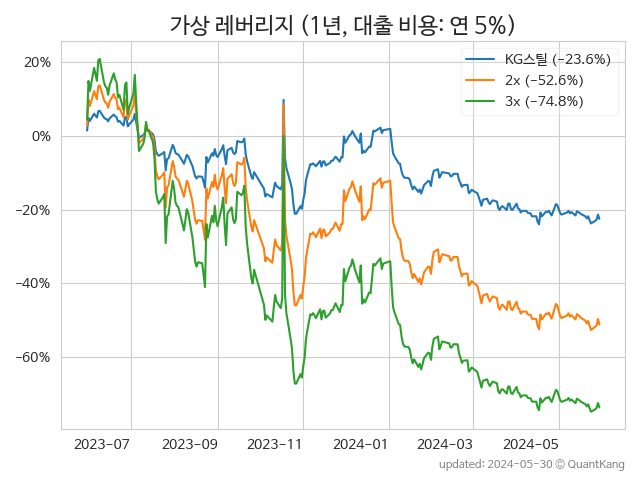 가상 레버리지 (1년, 대출 비용: 연 5%)
KG스틸 (−23.6%)
2x (−52.6%)
3x (−74.8%)
20%
0%
−20%
−40%
−60%
2023-07 2023-09 2023-11 2024-01 2024-03 2024-05
updated: 2024-05-30 © QuantKang